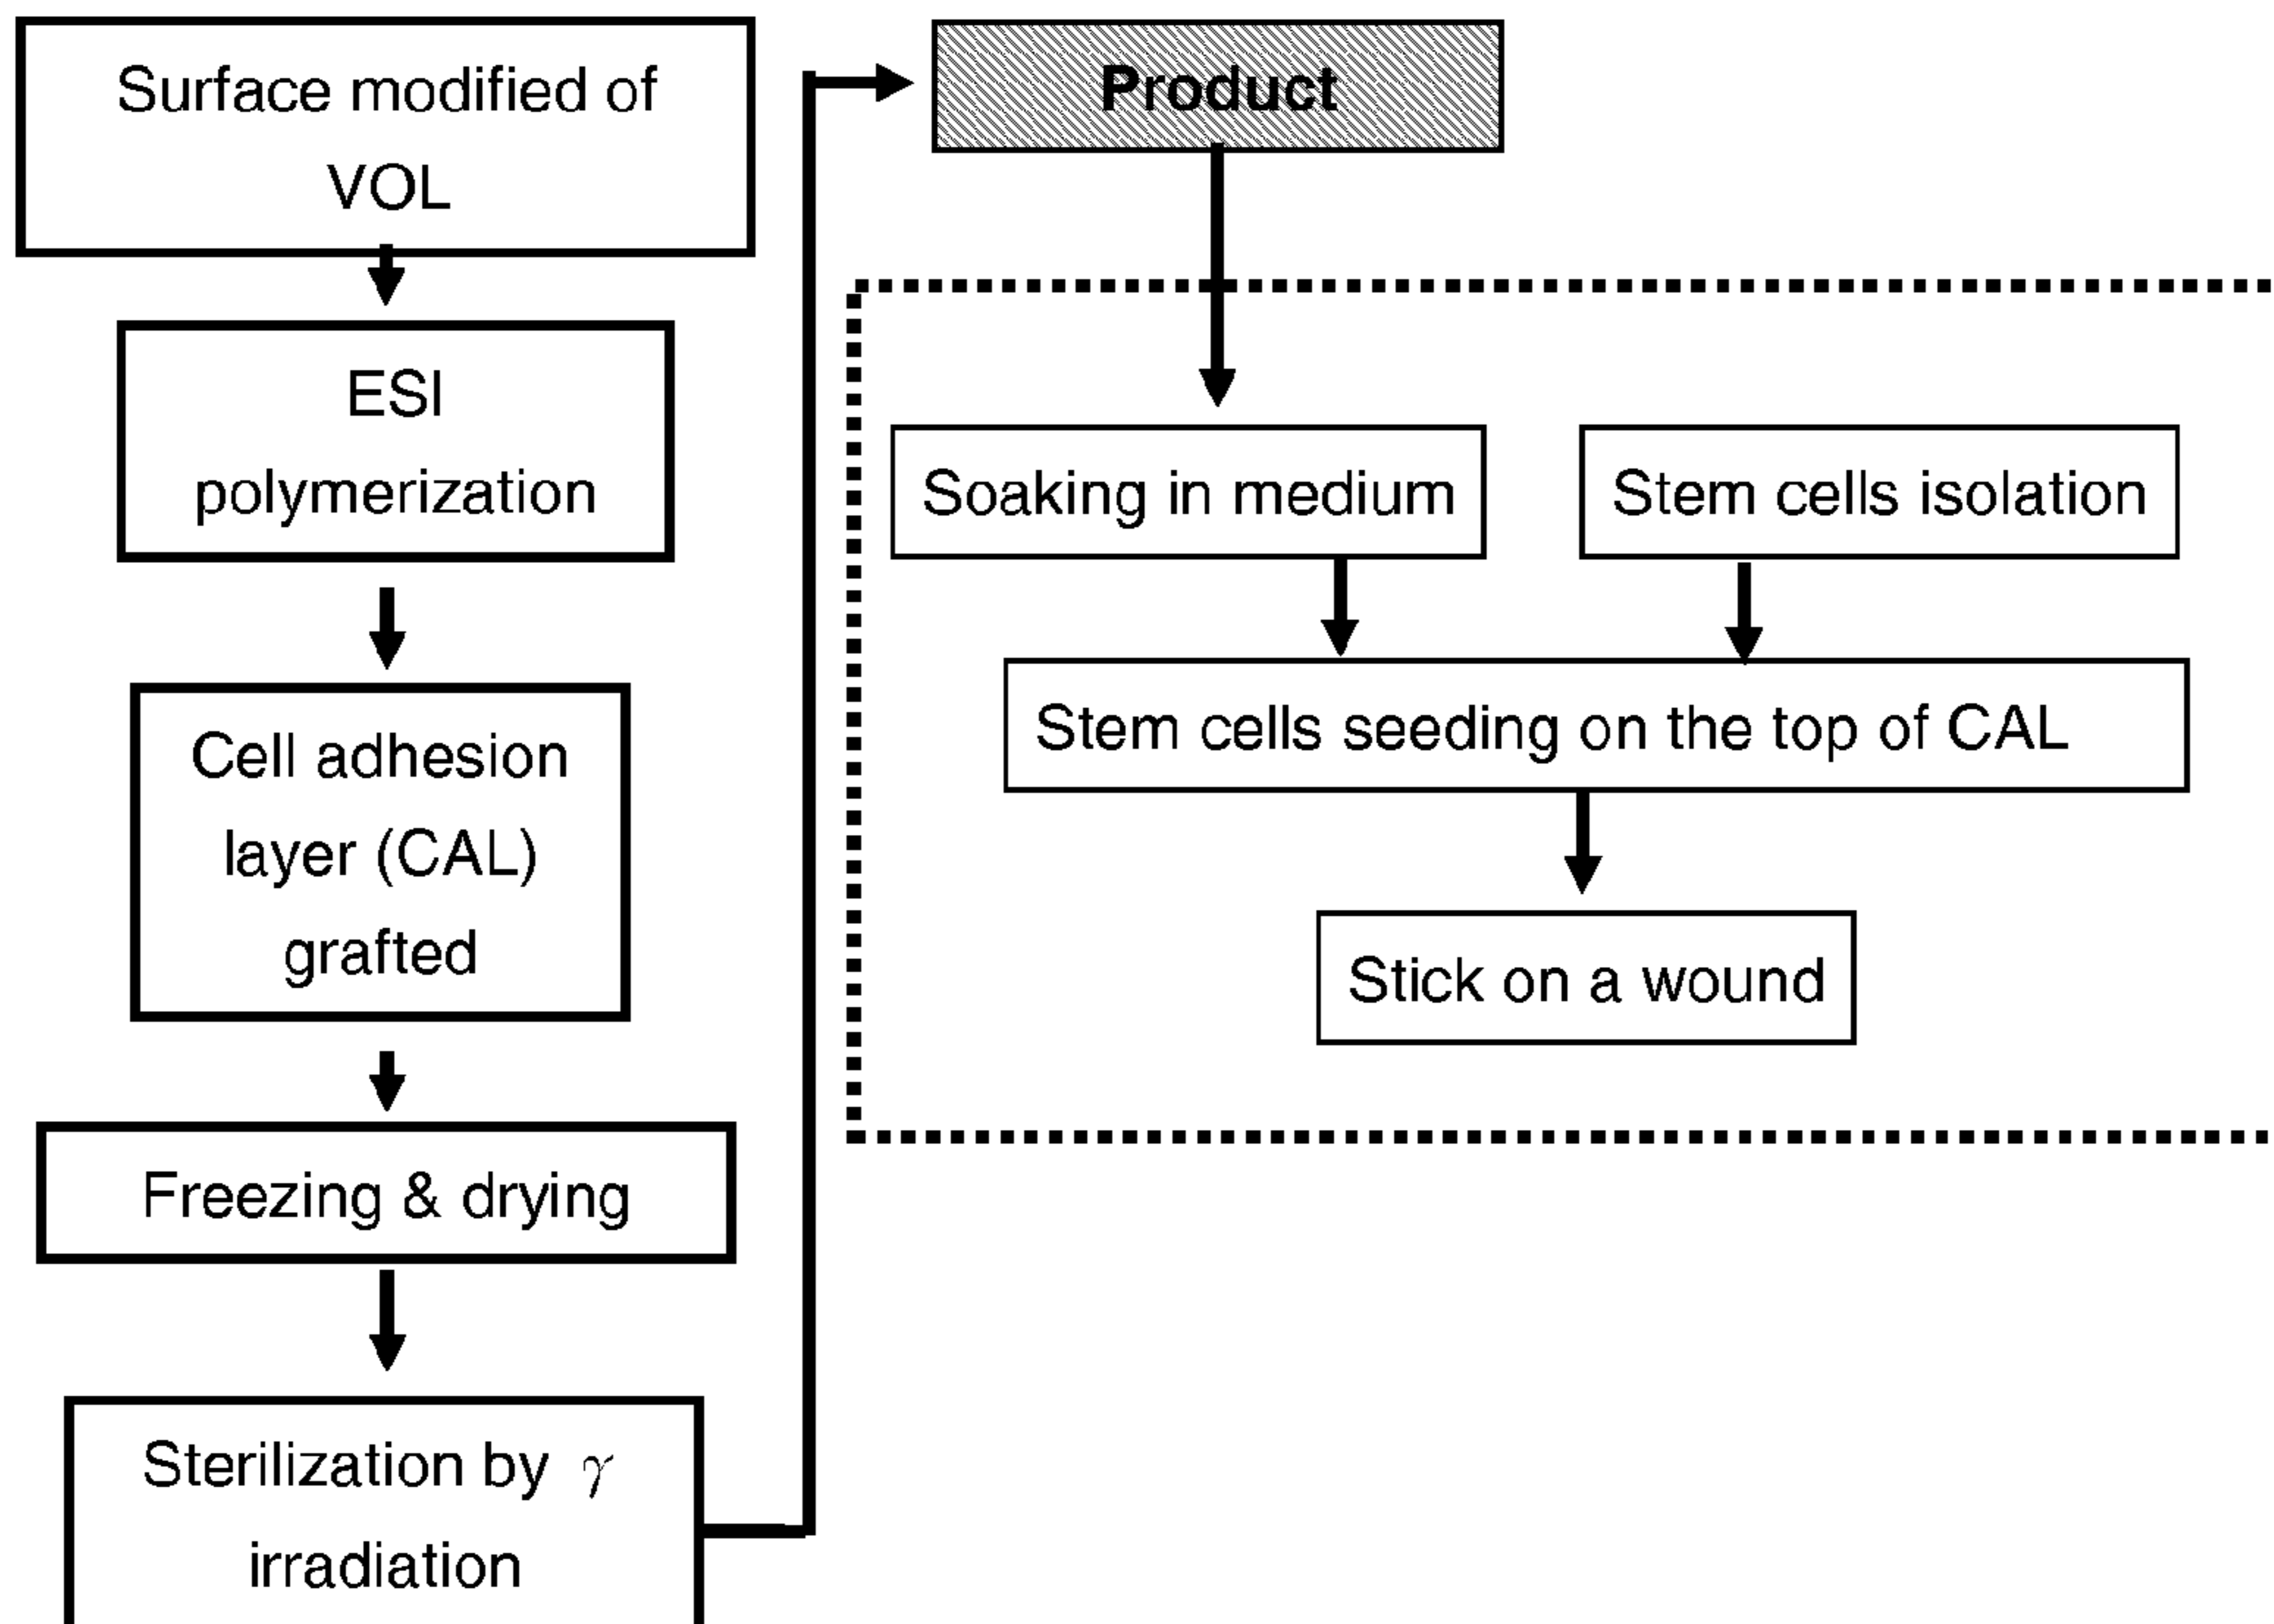 Surface modified of
VOL
ESI
polymerization
Cell adhesion
layer (CAL)
grafted
Freezing & drying
Sterilization by γ
irradiation
Product
Soaking in medium
Stem cells isolation
Stem cells seeding on the top of CAL
Stick on a wound